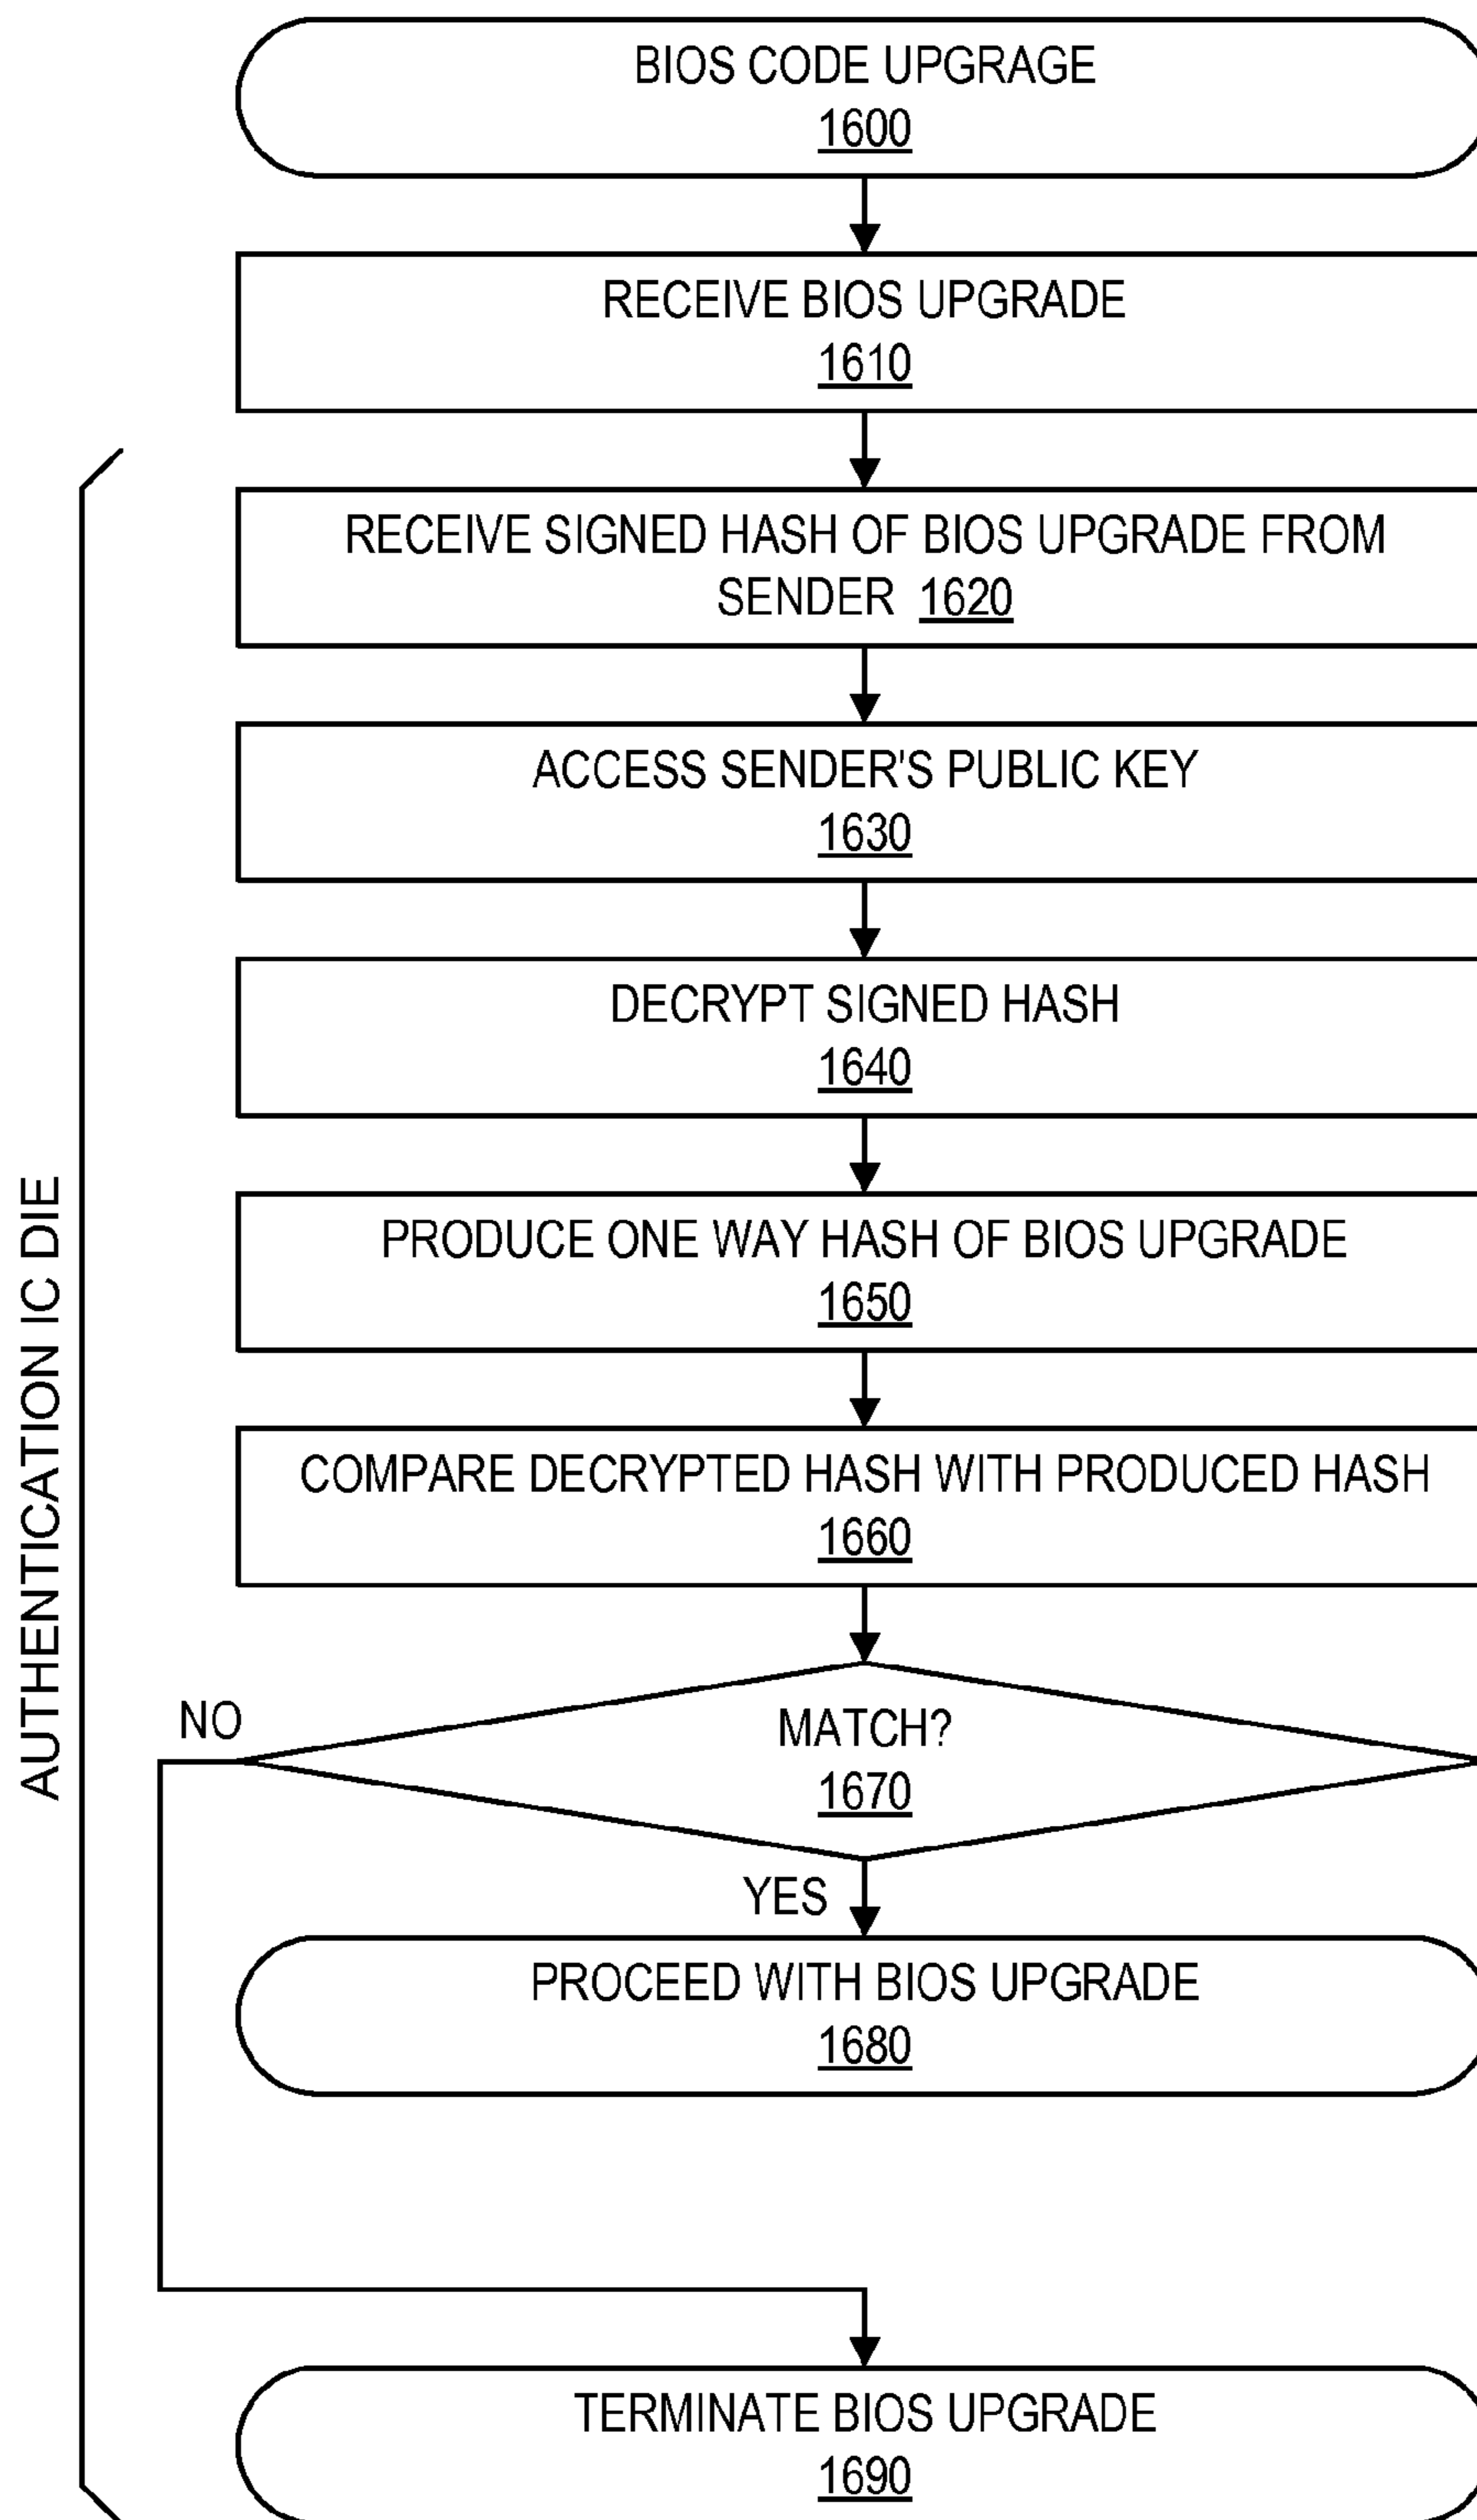 BIOS CODE UPGRAGE
1600
RECEIVE BIOS UPGRADE
1610
RECEIVE SIGNED HASH OF BIOS UPGRADE FROM
SENDER 1620
ACCESS SENDER'S PUBLIC KEY
1630
DECRYPT SIGNED HASH
1640
PRODUCE ONE WAY HASH OF BIOS UPGRADE
1650
COMPARE DECRYPTED HASH WITH PRODUCED HASH
1660
MATCH?
1670
NO
YES
PROCEED WITH BIOS UPGRADE
1680
TERMINATE BIOS UPGRADE
1690
AUTHENTICATION IC DIE